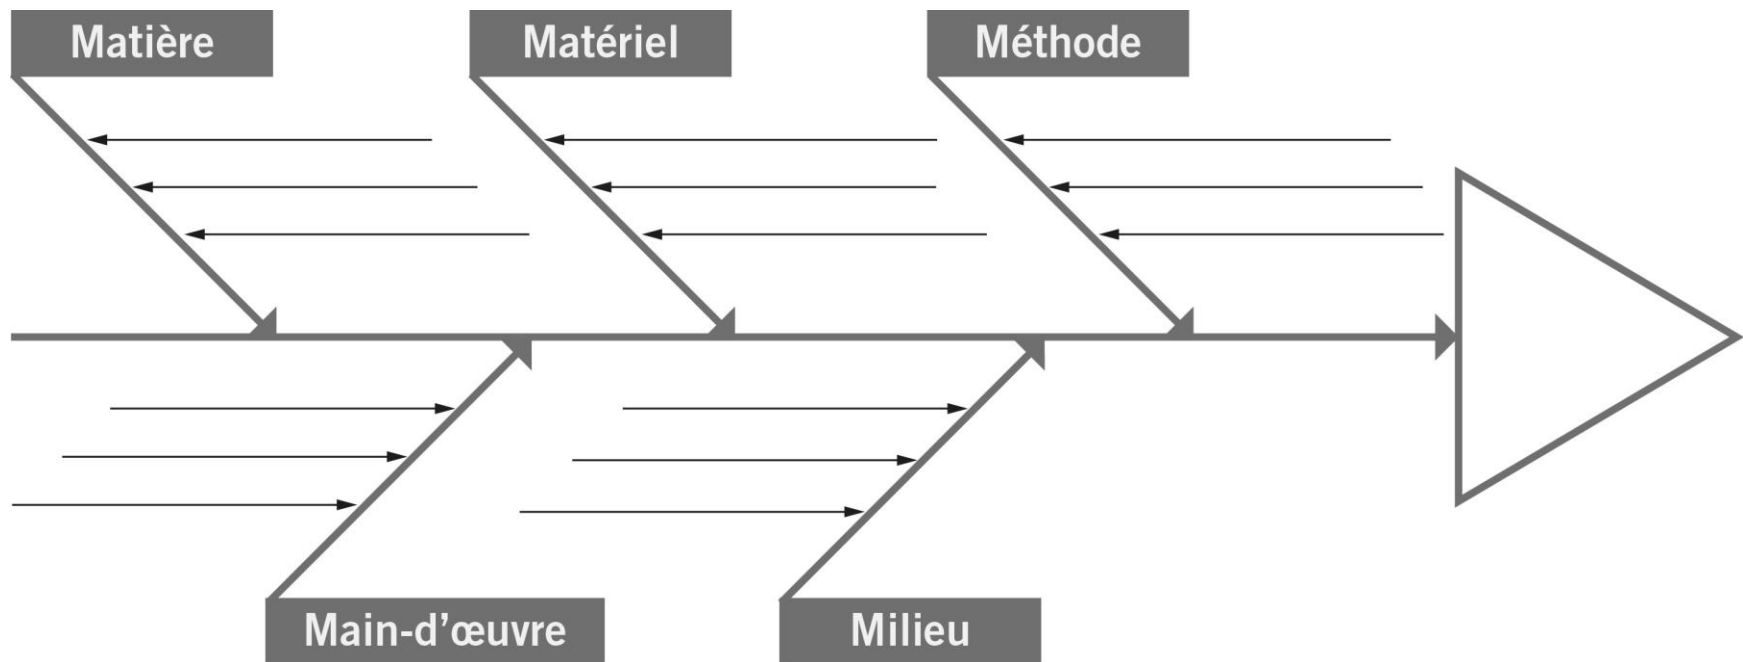 Matière
Matériel
Méthode
Main-d’œuvre
Milieu